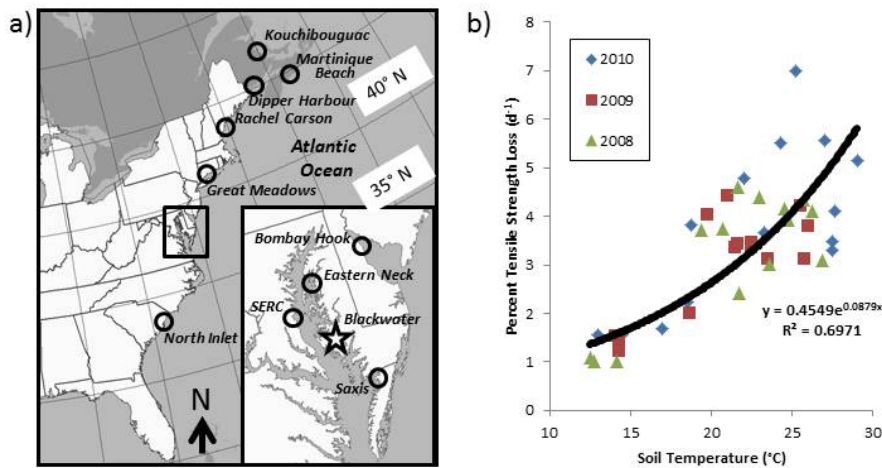 a)
Kouchibouguac
Martinique
Beach
Dipper Harbour
Rachel Carson
40° N
Atlantic
Ocean
35° N
Great Meadows
Bombay Hook
Eastern Neck
SERC
Blackwater
North Inlet
Saxis
N
b)
Percent Tensile Strength Loss (d⁻¹)
8
7
6
5
4
3
2
1
0
2010
2009
2008
y = 0.4549e^0.0879x
R² = 0.6971
10 15 20 25 30
Soil Temperature (°C)